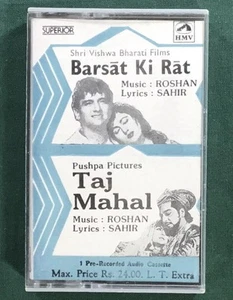 SUPERIOR
HMV
Shri Vishwa Bharati Films
Barsāt Ki Rāt
Music : ROSHAN
Lyrics : SAHIR
Pushpa Pictures
Taj
Mahal
Music : ROSHAN
Lyrics : SAHIR
1 Pre-Recorded Audio Cassette
Max. Price Rs. 24.00. L. T. Extra